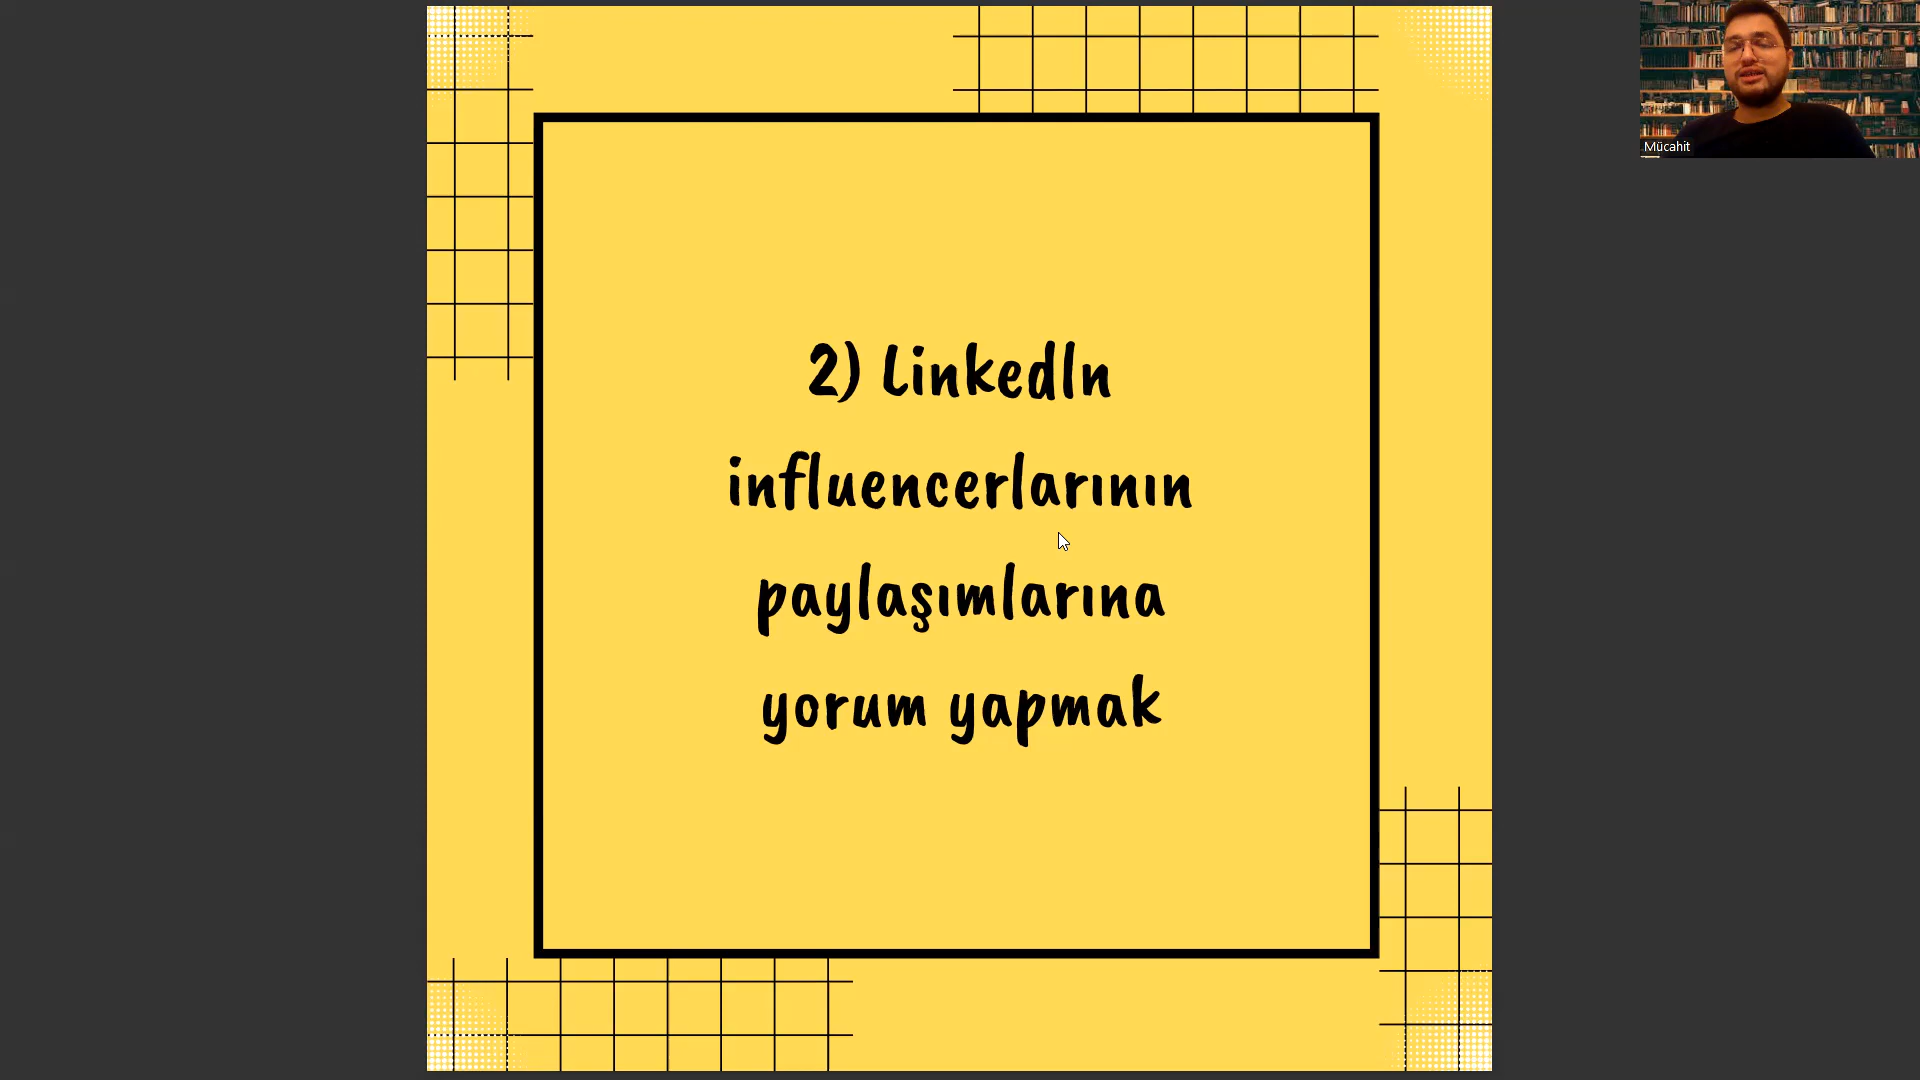 2) LinkedIn
influencerlarının
paylaşımlarına
yorum yapmak
Mücahit